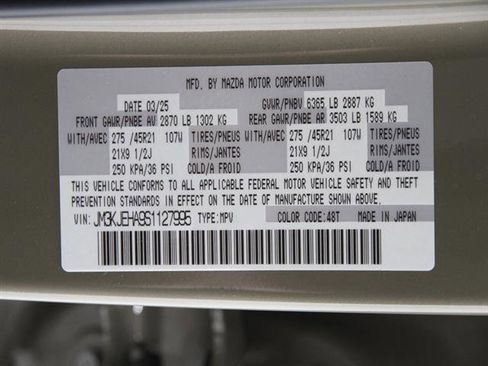 MFD. BY MAZDA MOTOR CORPORATION
DATE 03/25 GVWR/PNBV 6365 LB 2887 KG
FRONT GAWR/PNBE AV 2870 LB 1302 KG REAR GAWR/PNBE AR 3503 LB 1589 KG
WITH/AVEC 275 /45R21 107W TIRES/PNEUS WITH/AVEC 275 /45R21 107W TIRES/PNEUS
21X9 1/2J RIMS/JANTES 21X9 1/2J RIMS/JANTES
250 KPA/36 PSI COLD/A FROID 250 KPA/36 PSI COLD/A FROID
THIS VEHICLE CONFORMS TO ALL APPLICABLE FEDERAL MOTOR VEHICLE SAFETY AND THEFT
PREVENTION STANDARDS IN EFFECT ON THE DATE OF MANUFACTURE SHOWN ABOVE.
VIN: JM3KJEHA9S1127995 TYPE: MPV COLOR CODE: 48T MADE IN JAPAN